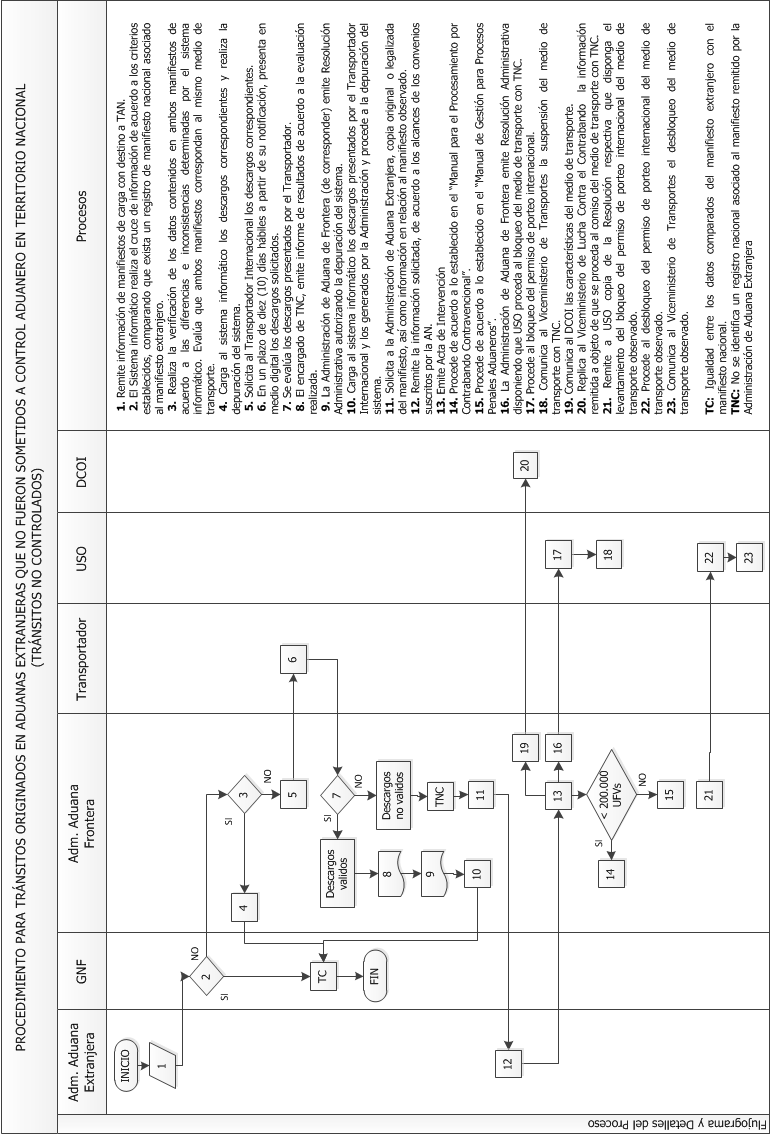 PROCEDIMIENTO PARA TRÁNSITOS ORIGINADOS EN ADUANAS EXTRANJERAS QUE NO FUERON SOMETIDOS A CONTROL ADUANERO EN TERRITORIO NACIONAL
(TRÁNSITOS NO CONTROLADOS)
Adm. Aduana
Extranjera
GNF
Adm. Aduana
Frontera
Transportador
USO
DCOI
Procesos
Flujograma y Detalles del Proceso
INICIO
1
2
NO
SI
TC
FIN
3
SI
NO
4
5
6
7
SI
NO
Descargos
validos
Descargos
no validos
8
9
10
TNC
11
12
13
19
16
20
17
18
< 200.000
UFVs
SI
NO
14
15
21
22
23
1. Remite información de manifiestos de carga con destino a TAN.
2. El Sistema informático realiza el cruce de información de acuerdo a los criterios
establecidos, comparando que exista un registro de manifiesto nacional asociado
al manifiesto extranjero.
3. Realiza la verificación de los datos contenidos en ambos manifiestos de
acuerdo a las diferencias e inconsistencias determinadas por el sistema
informático. Evalúa que ambos manifiestos correspondan al mismo medio de
transporte.
4. Carga al sistema informático los descargos correspondientes y realiza la
depuración del sistema.
5. Solicita al Transportador Internacional los descargos correspondientes.
6. En un plazo de diez (10) días hábiles a partir de su notificación, presenta en
medio digital los descargos solicitados.
7. Se evalúa los descargos presentados por el Transportador.
8. El encargado de TNC, emite informe de resultados de acuerdo a la evaluación
realizada.
9. La Administración de Aduana de Frontera (de corresponder) emite Resolución
Administrativa autorizando la depuración del sistema.
10. Carga al sistema informático los descargos presentados por el Transportador
Internacional y los generados por la Administración y procede a la depuración del
sistema.
11. Solicita a la Administración de Aduana Extranjera, copia original o legalizada
del manifiesto, así como información en relación al manifiesto observado.
12. Remite la información solicitada, de acuerdo a los alcances de los convenios
suscritos por la AN.
13. Emite Acta de Intervención
14. Procede de acuerdo a lo establecido en el "Manual para el Procesamiento por
Contrabando Contravencional".
15. Procede de acuerdo a lo establecido en el "Manual de Gestión para Procesos
Penales Aduaneros".
16. La Administración de Aduana de Frontera emite Resolución Administrativa
disponiendo que USO proceda al bloqueo del medio de transporte con TNC.
17. Procede al bloqueo del permiso de porteo internacional.
18. Comunica al Viceministerio de Transportes la suspensión del medio de
transporte con TNC.
19. Comunica al DCOI las características del medio de transporte.
20. Replica al Viceministerio de Lucha Contra el Contrabando la información
remitida a objeto de que se proceda al comiso del medio de transporte con TNC.
21. Remite a USO copia de la Resolución respectiva que disponga el
levantamiento del bloqueo del permiso de porteo internacional del medio de
transporte observado.
22. Procede al desbloqueo del permiso de porteo internacional del medio de
transporte observado.
23. Comunica al Viceministerio de Transportes el desbloqueo del medio de
transporte observado.
TC: Igualdad entre los datos comparados del manifiesto extranjero con el
manifiesto nacional.
TNC: No se identifica un registro nacional asociado al manifiesto remitido por la
Administración de Aduana Extranjera